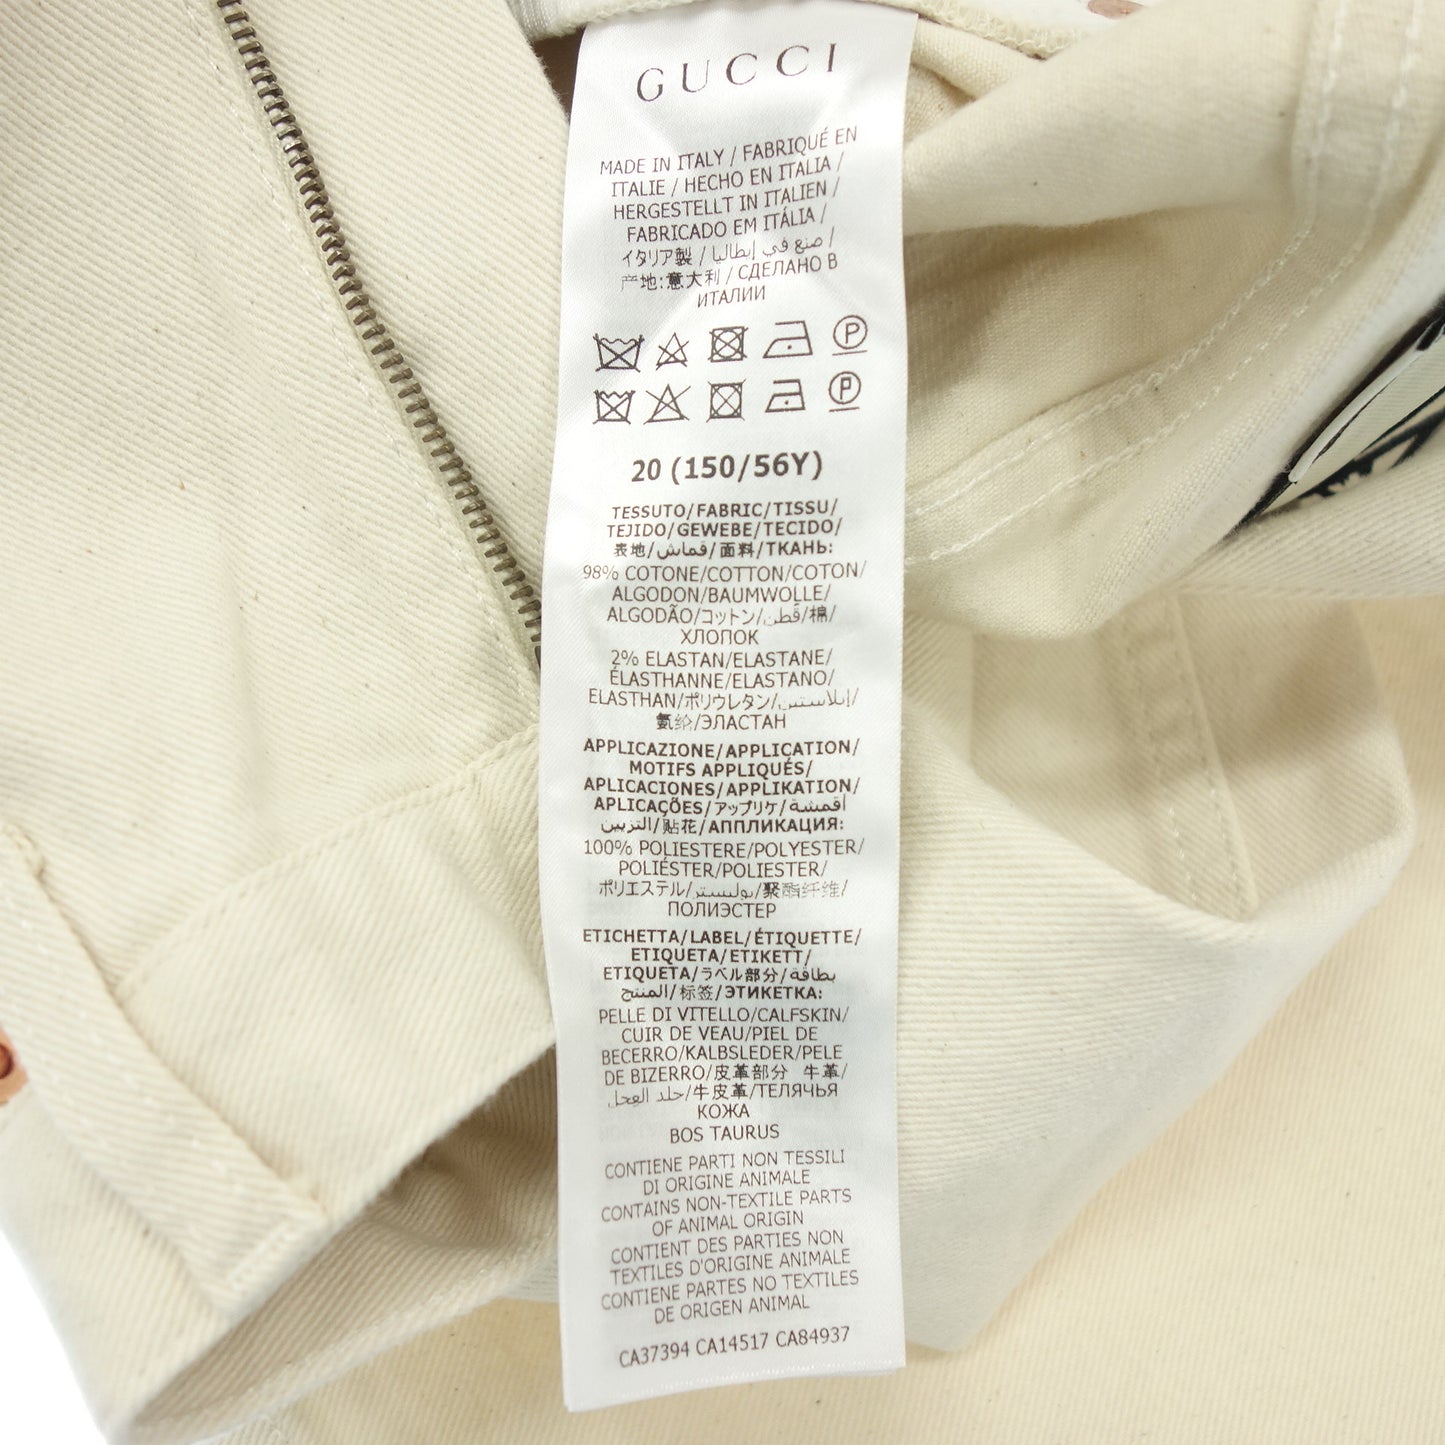 GUCCI
MADE IN ITALY / FABRIQUÉ EN
ITALIE / HECHO EN ITALIA /
HERGESTELLT IN ITALIEN /
FABRICADO EM ITÁLIA /
イタリア製 / صنع في إيطاليا /
产地:意大利 / СДЕЛАНО В
ИТАЛИИ
P
P
20 (150/56Y)
TESSUTO/FABRIC/TISSU/
TEJIDO/GEWEBE/TECIDO/
表地/قماش/面料/ТКАНЬ:
98% COTONE/COTTON/COTON/
ALGODON/BAUMWOLLE/
ALGODÃO/コットン/قطن/棉/
ХЛОПОК
2% ELASTAN/ELASTANE/
ÉLASTHANNE/ELASTANO/
ELASTHAN/ポリウレタン/إيلاستين/
氨纶/ЭЛАСТАН
APPLICAZIONE/APPLICATION/
MOTIFS APPLIQUÉS/
APLICACIONES/APPLIKATION/
APLICAÇÕES/アップリケ/أقمشة
التزيين/贴花/АППЛИКАЦИЯ:
100% POLIESTERE/POLYESTER/
POLIÉSTER/POLIESTER/
ポリエステル/بوليستر/聚酯纤维/
ПОЛИЭСТЕР
ETICHETTA/LABEL/ÉTIQUETTE/
ETIQUETA/ETIKETT/
ETIQUETA/ラベル部分/بطاقة
المنتج/标签/ЭТИКЕТКА:
PELLE DI VITELLO/CALFSKIN/
CUIR DE VEAU/PIEL DE
BECERRO/KALBSLEDER/PELE
DE BIZERRO/皮革部分 牛革/
جلد العجل/牛皮革/ТЕЛЯЧЬЯ
КОЖА
BOS TAURUS
CONTIENE PARTI NON TESSILI
DI ORIGINE ANIMALE
CONTAINS NON-TEXTILE PARTS
OF ANIMAL ORIGIN
CONTIENT DES PARTIES NON
TEXTILES D'ORIGINE ANIMALE
CONTIENE PARTES NO TEXTILES
DE ORIGEN ANIMAL
CA37394 CA14517 CA84937